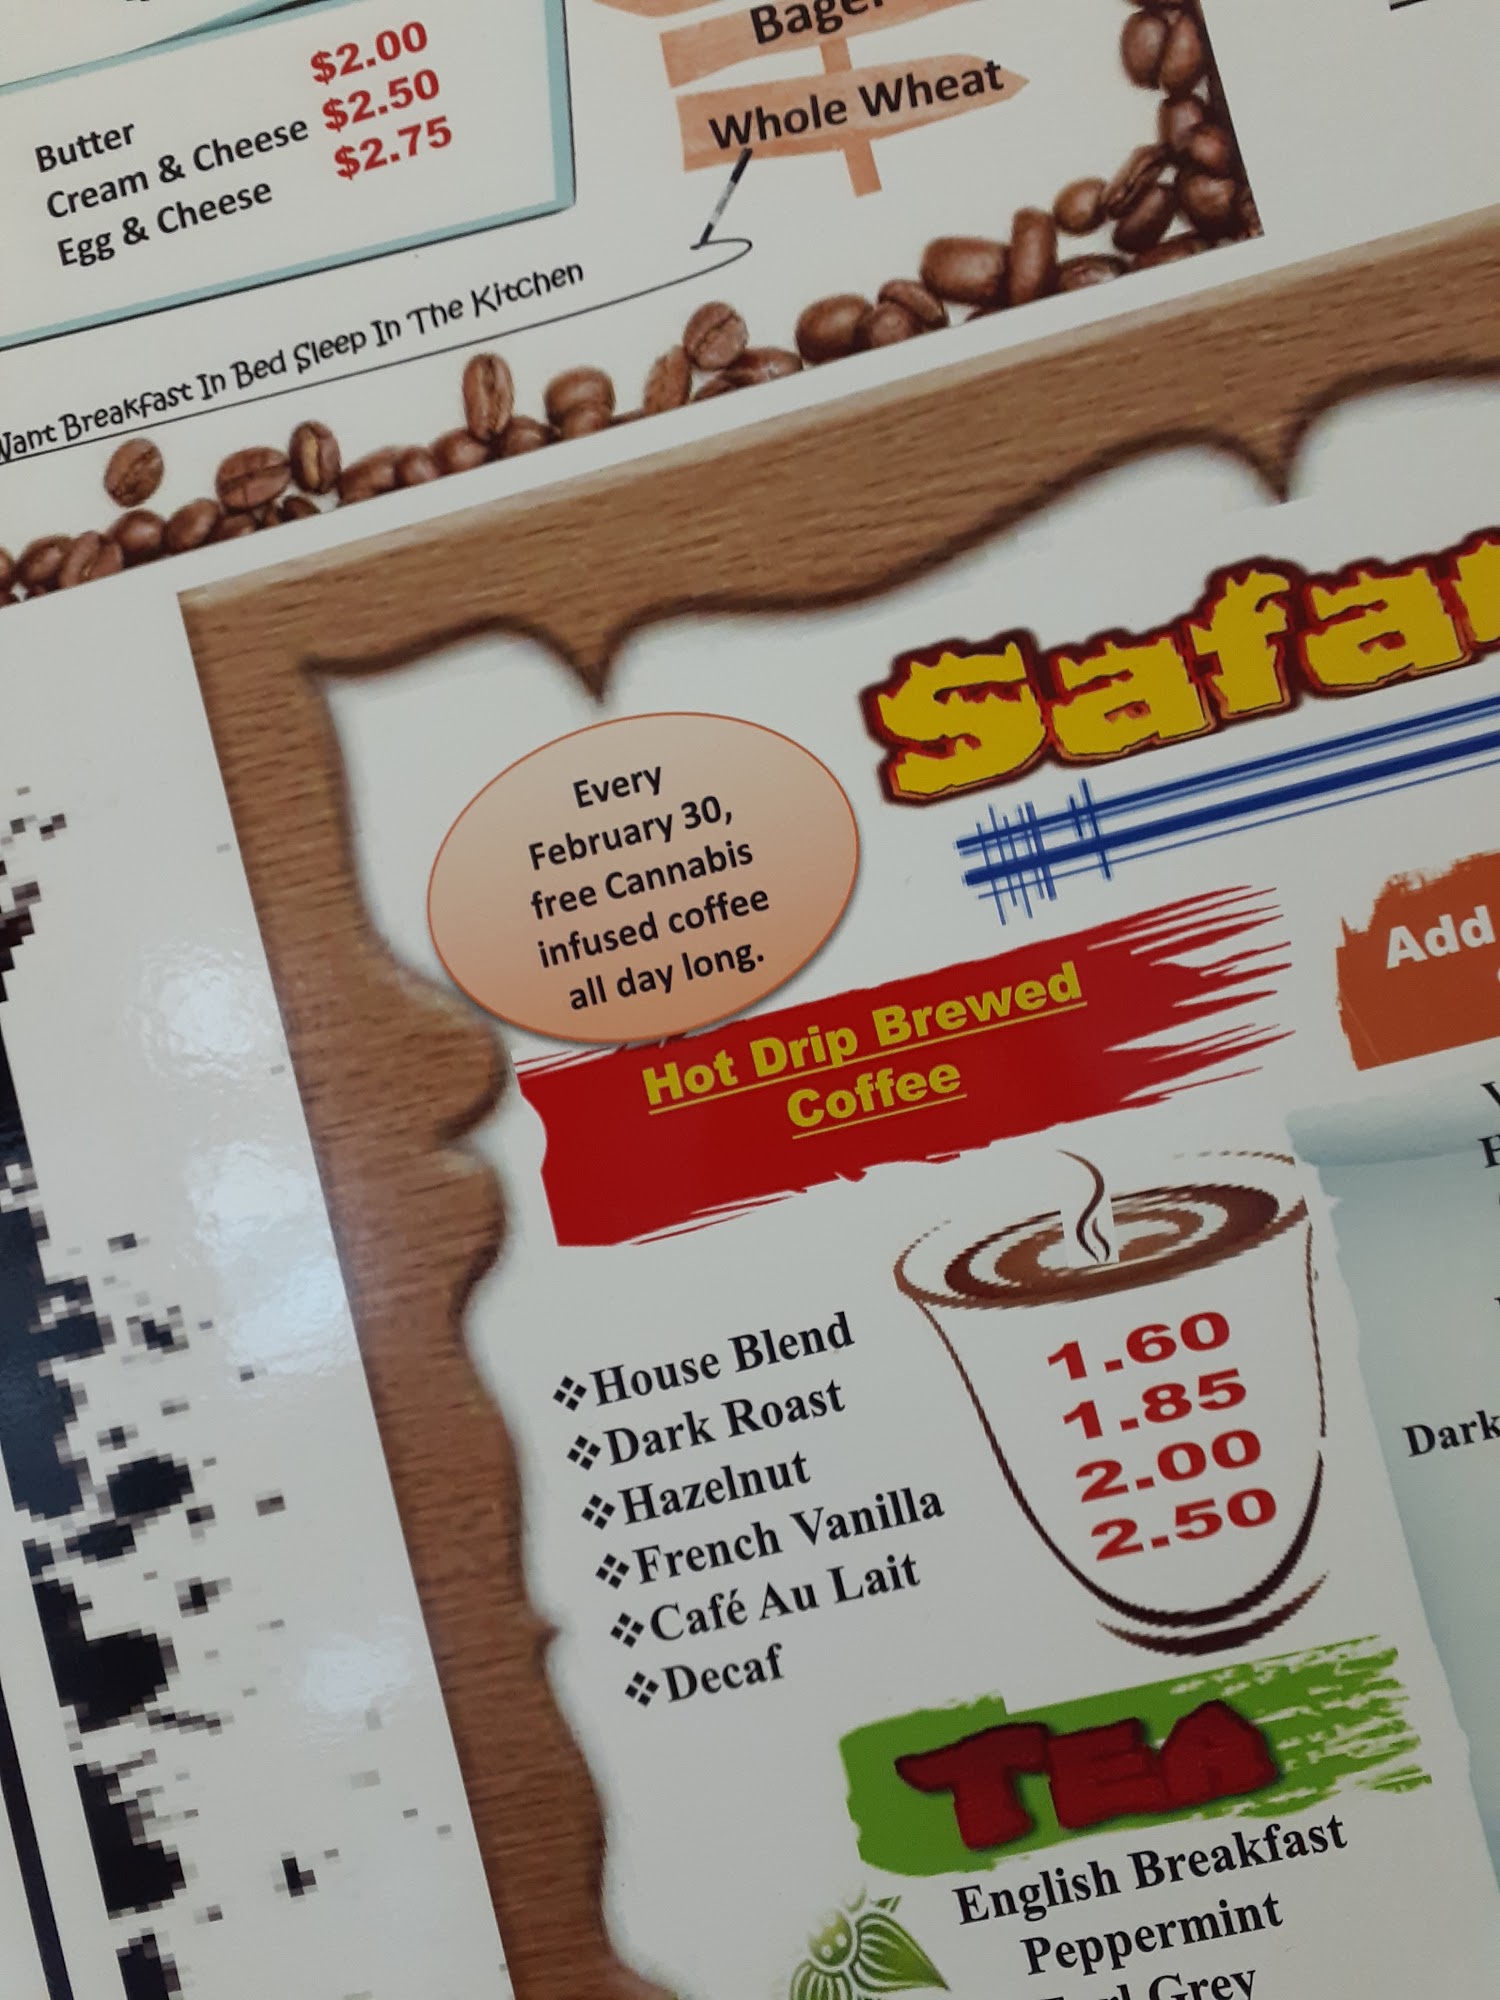 $2.00
$2.50
$2.75
Butter
Cream & Cheese
Egg & Cheese
Whole Wheat
Want Breakfast In Bed Sleep In The Kitchen
Every
February 30,
free Cannabis
infused coffee
all day long.
Hot Drip Brewed
Coffee
Add
❖House Blend
❖Dark Roast
❖Hazelnut
❖French Vanilla
❖Café Au Lait
❖Decaf
1.60
1.85
2.00
2.50
Dark
TEA
English Breakfast
Peppermint
Grey